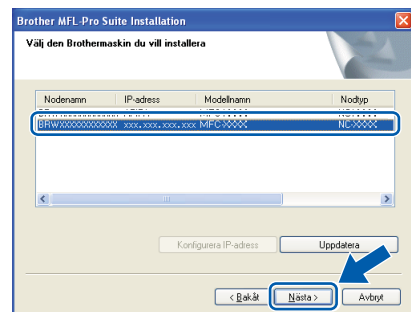 Brother MFL-Pro Suite Installation
Välj den Brothermaskin du vill installera
Nodenamn IP-adress Modellnamn Nodtyp
BRWXXXXXXXXXXXX xxx.xxx.xxx.xxx MFC-XXXX NC-XXXX
Konfigurera IP-adress Uppdatera
< Bakåt Nästa > Avbryt